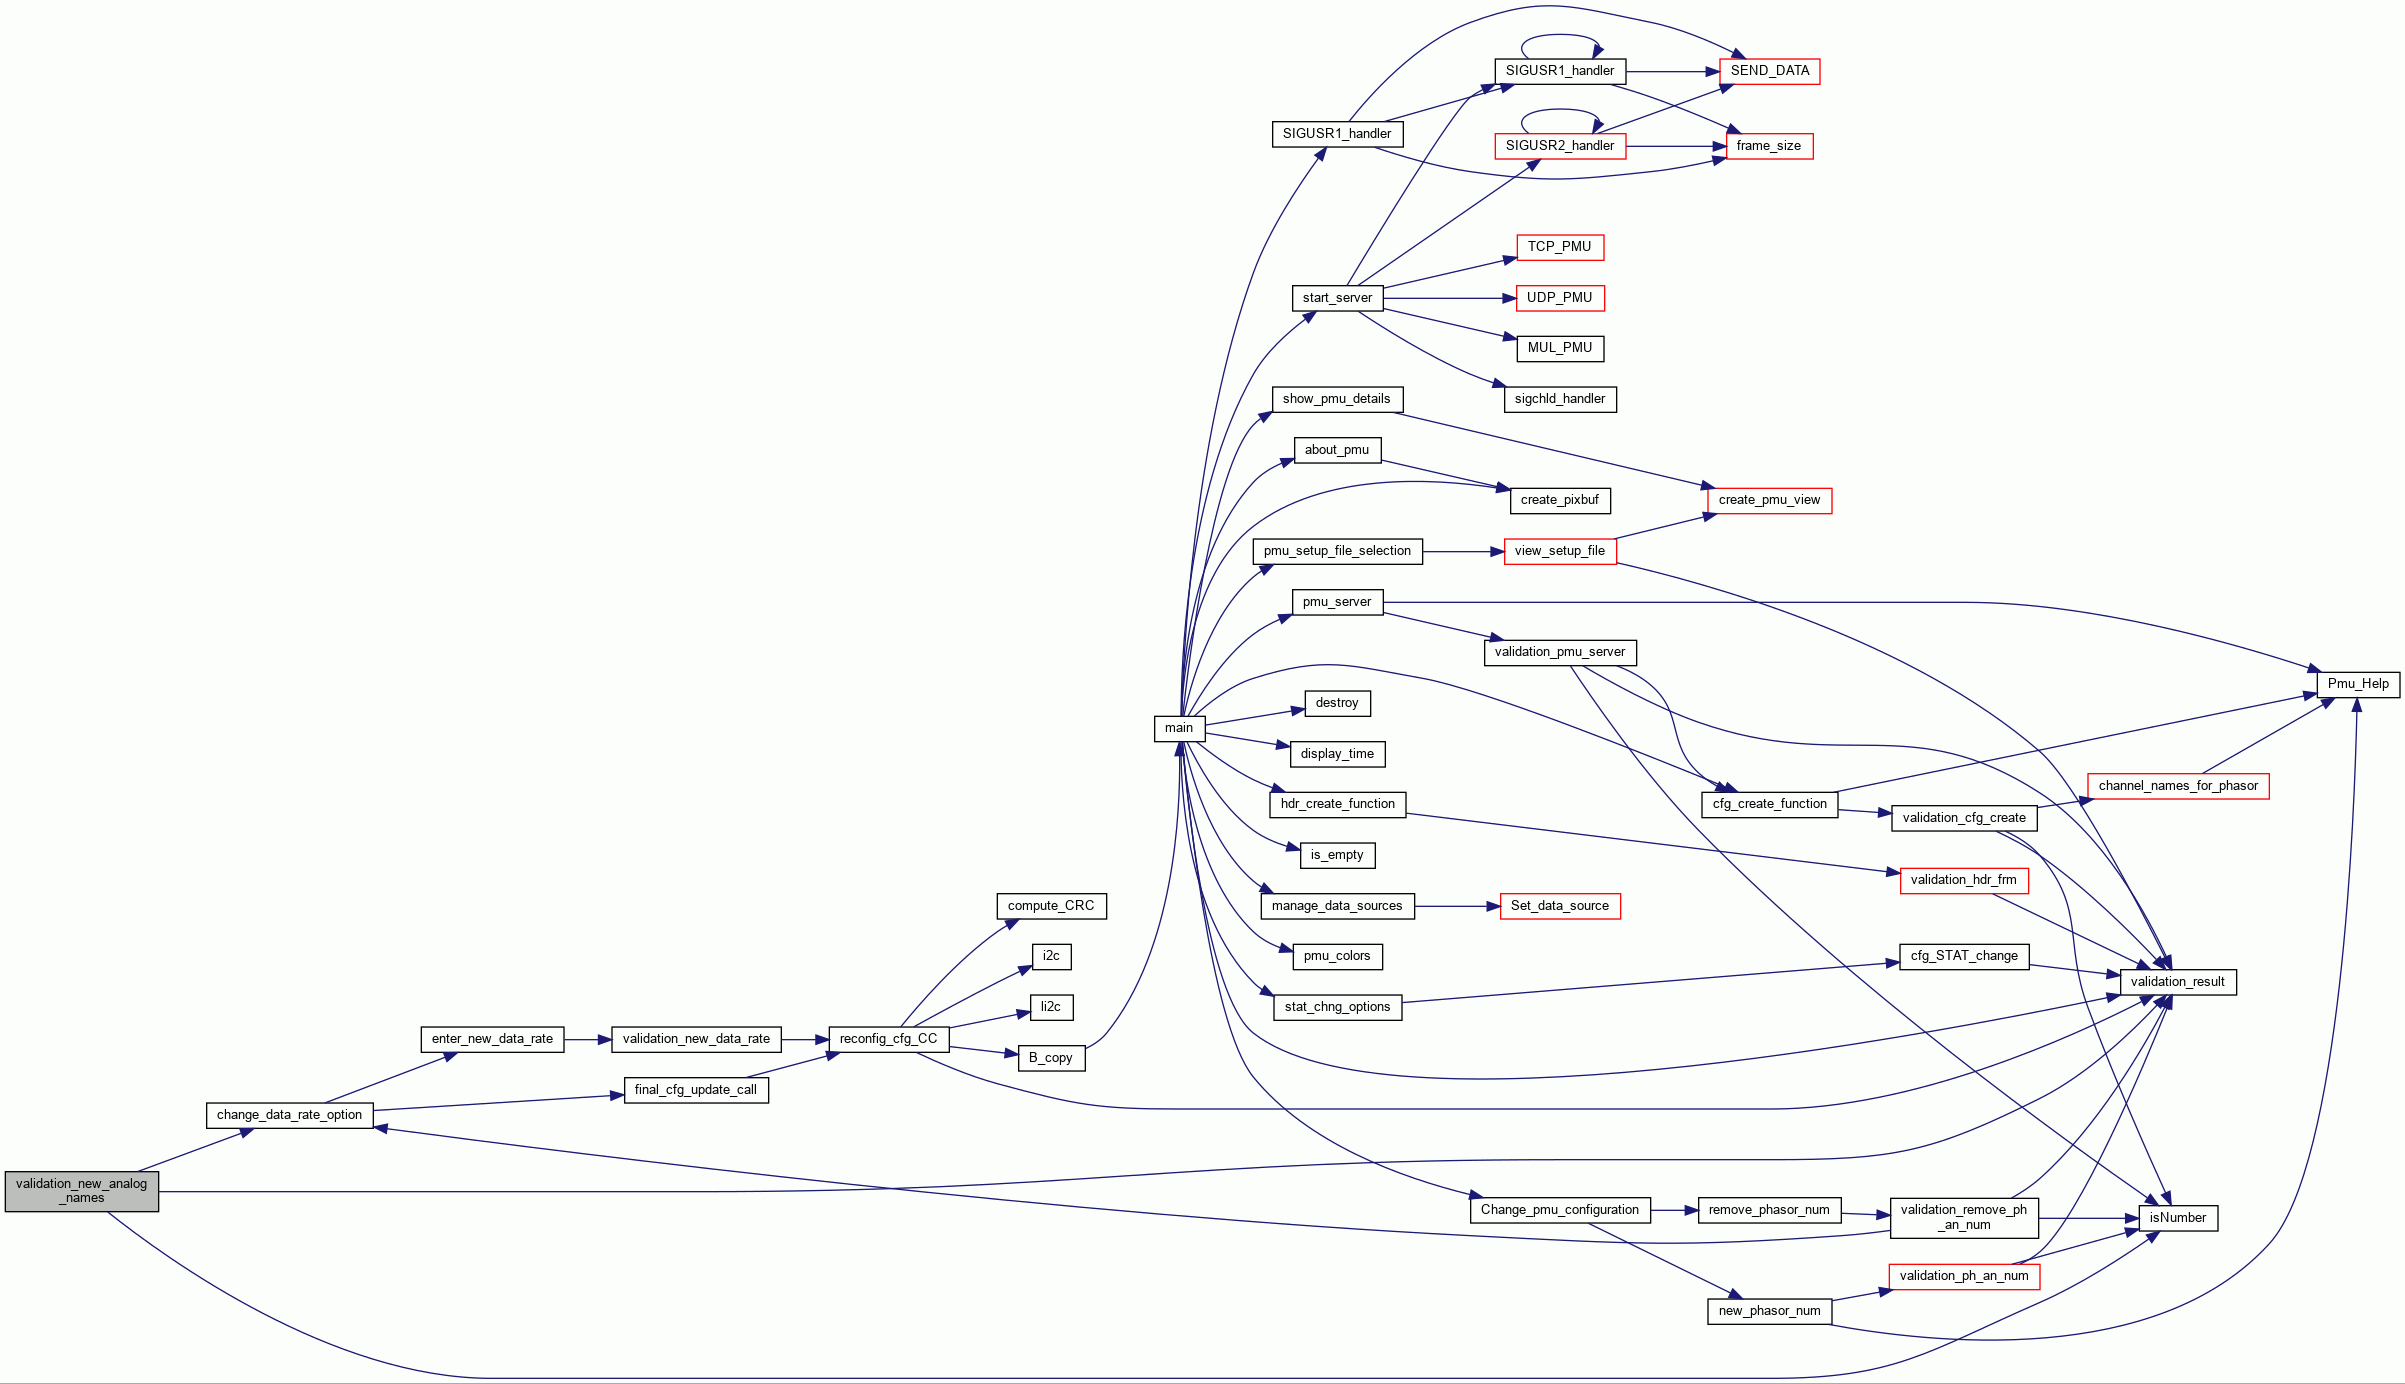 SIGUSR1_handler
SEND_DATA
SIGUSR1_handler
SIGUSR2_handler
frame_size
TCP_PMU
start_server
UDP_PMU
MUL_PMU
show_pmu_details
sigchld_handler
about_pmu
create_pixbuf
create_pmu_view
pmu_setup_file_selection
view_setup_file
pmu_server
validation_pmu_server
Pmu_Help
destroy
main
display_time
channel_names_for_phasor
hdr_create_function
cfg_create_function
validation_cfg_create
is_empty
validation_hdr_frm
compute_CRC
manage_data_sources
Set_data_source
i2c
pmu_colors
cfg_STAT_change
validation_result
li2c
stat_chng_options
enter_new_data_rate
validation_new_data_rate
reconfig_cfg_CC
B_copy
final_cfg_update_call
change_data_rate_option
validation_new_analog
_names
Change_pmu_configuration
remove_phasor_num
validation_remove_ph
_an_num
isNumber
validation_ph_an_num
new_phasor_num